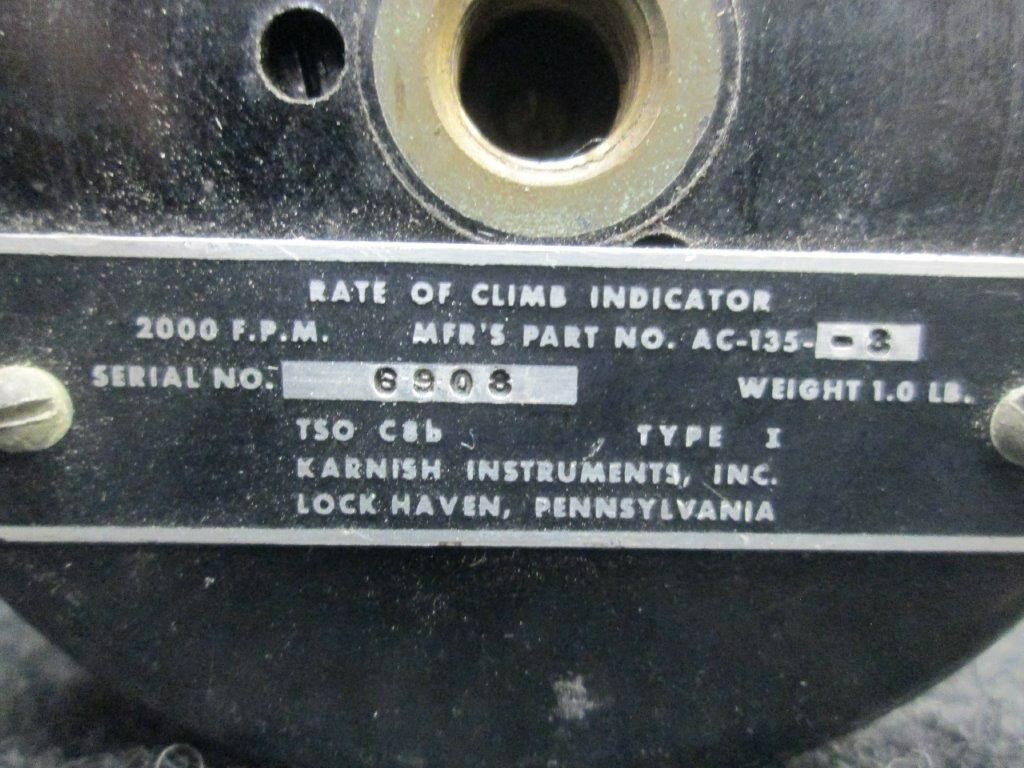 RATE OF CLIMB INDICATOR
2000 F.P.M. MFR'S PART NO. AC-135- -3
SERIAL NO. 6908
WEIGHT 1.0 LB.
TSO C8b TYPE I
KARNISH INSTRUMENTS, INC.
LOCK HAVEN, PENNSYLVANIA